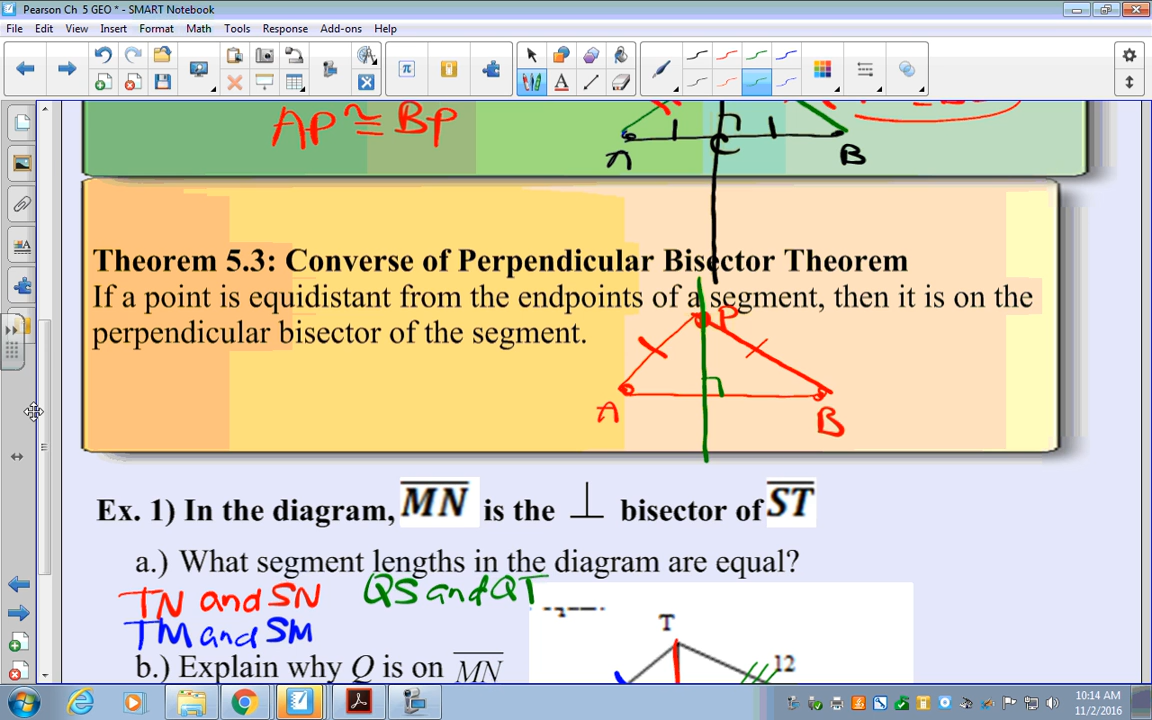 Pearson Ch 5 GEO * - SMART Notebook
File Edit View Insert Format Math Tools Response Add-ons Help
AP ≅ BP
A C B
Theorem 5.3: Converse of Perpendicular Bisector Theorem
If a point is equidistant from the endpoints of a segment, then it is on the
perpendicular bisector of the segment.
P
A B
Ex. 1) In the diagram, MN is the ⊥ bisector of ST
a.) What segment lengths in the diagram are equal?
TN and SN QS and QT
TM and SM
T
12
b.) Explain why Q is on MN
10:14 AM
11/2/2016